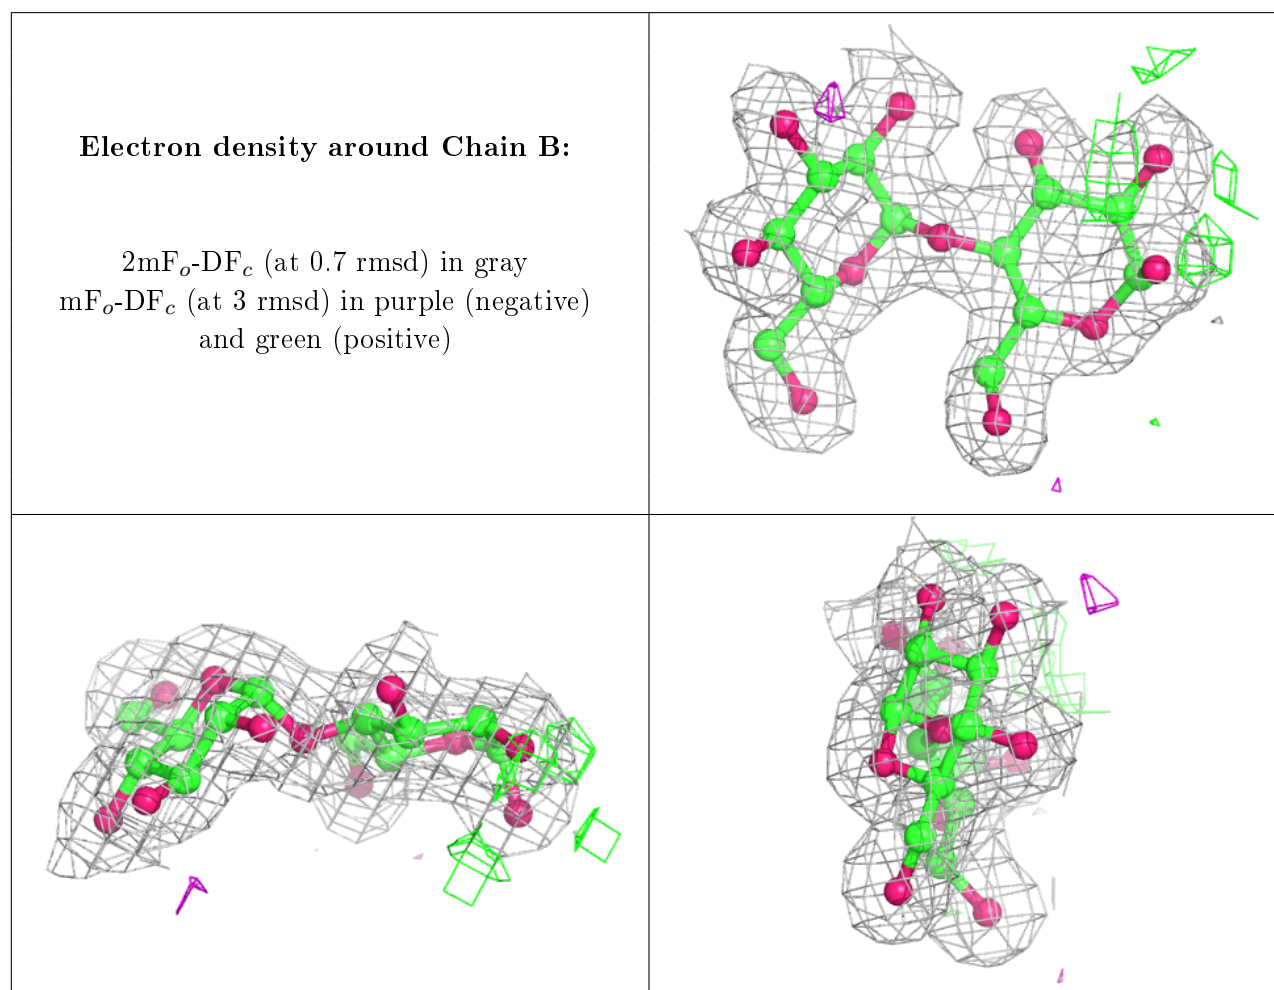 Electron density around Chain B:
2mFₒ-DF𝒸 (at 0.7 rmsd) in gray
mFₒ-DF𝒸 (at 3 rmsd) in purple (negative)
and green (positive)